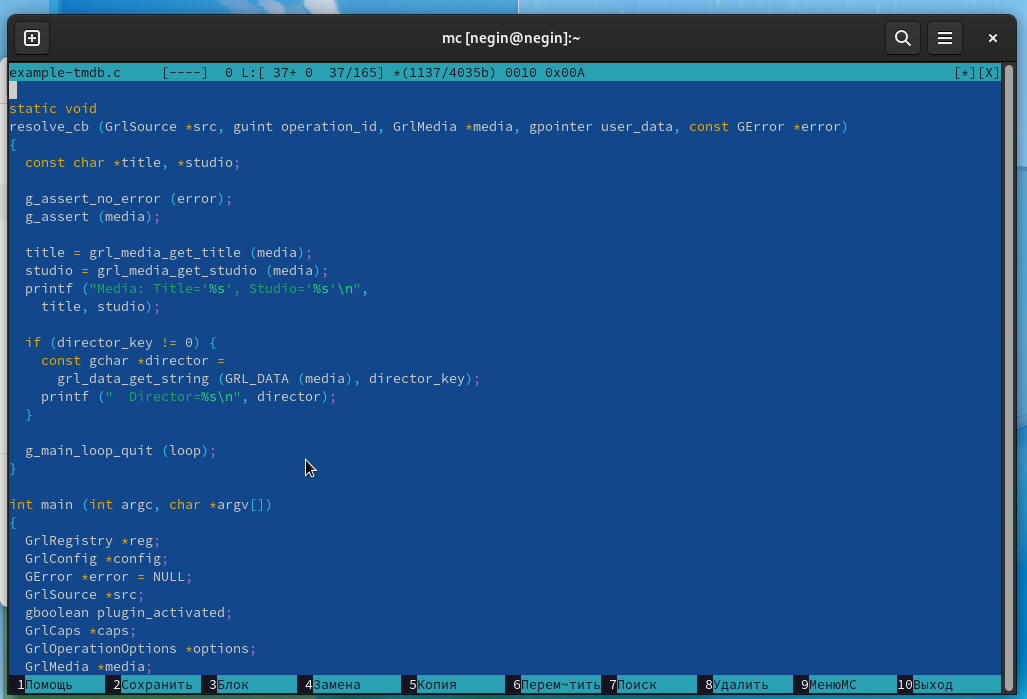 mc [negin@negin]:~
example-tmdb.c     [----]  0 L:[ 37+ 0  37/165] *(1137/4035b) 0010 0x00A     [*][X]
static void
resolve_cb (GrlSource *src, guint operation_id, GrlMedia *media, gpointer user_data, const GError *error)
{
  const char *title, *studio;
  g_assert_no_error (error);
  g_assert (media);
  title = grl_media_get_title (media);
  studio = grl_media_get_studio (media);
  printf ("Media: Title='%s', Studio='%s'\n",
    title, studio);
  if (director_key != 0) {
    const gchar *director =
      grl_data_get_string (GRL_DATA (media), director_key);
    printf ("  Director=%s\n", director);
  }
  g_main_loop_quit (loop);
}
int main (int argc, char *argv[])
{
  GrlRegistry *reg;
  GrlConfig *config;
  GError *error = NULL;
  GrlSource *src;
  gboolean plugin_activated;
  GrlCaps *caps;
  GrlOperationOptions *options;
  GrlMedia *media;
1Помощь 2Сохранить 3Блок 4Замена 5Копия 6Перем~тить 7Поиск 8Удалить 9МенюМС 10Выход